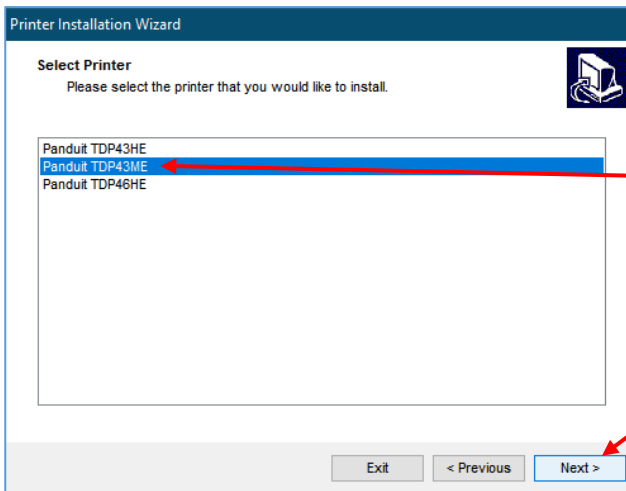 Printer Installation Wizard
Select Printer
Please select the printer that you would like to install.
Panduit TDP43HE
Panduit TDP43ME
Panduit TDP46HE
Exit
< Previous
Next >